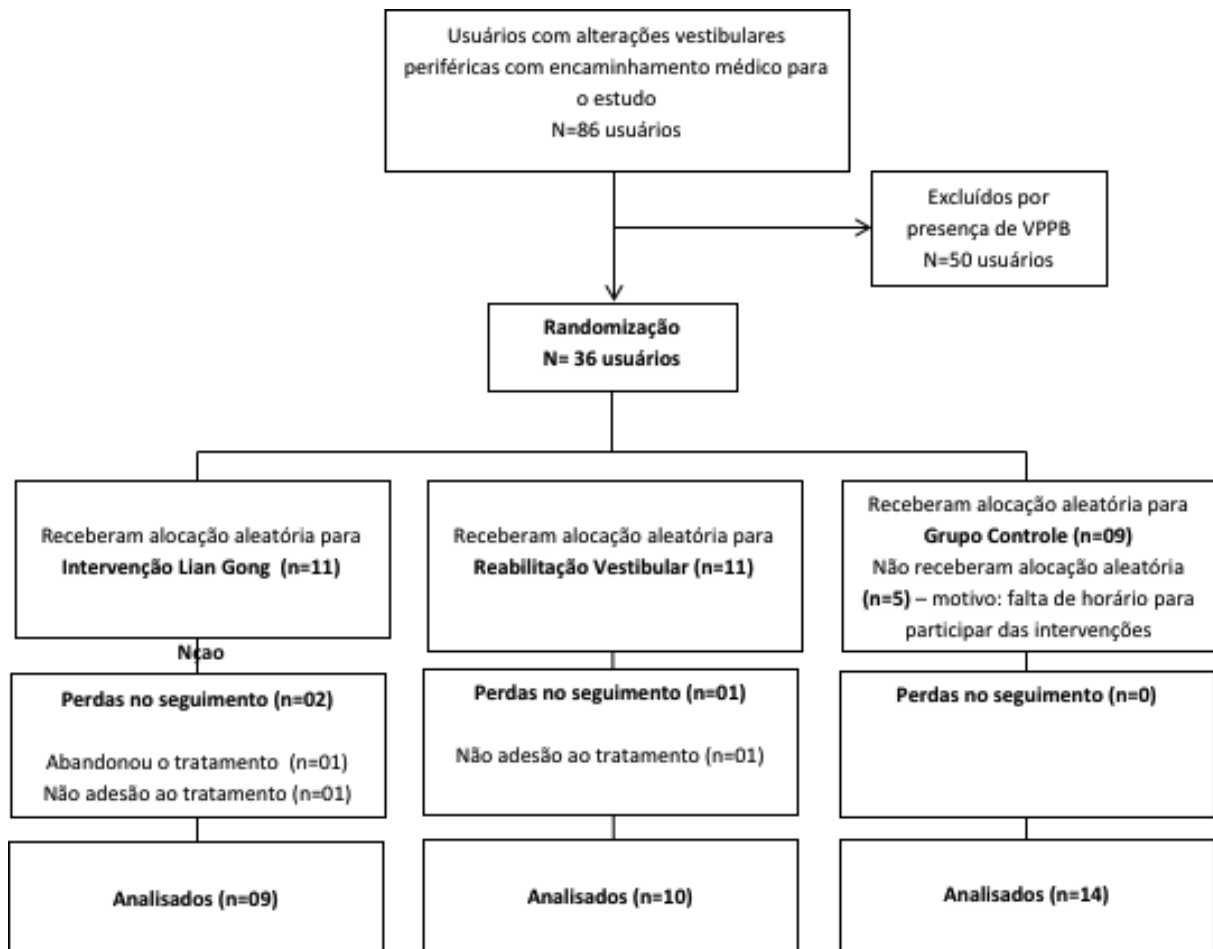 Usuários com alterações vestibulares
periféricas com encaminhamento médico para
o estudo
N=86 usuários
Excluídos por
presença de VPPB
N=50 usuários
Randomização
N= 36 usuários
Receberam alocação aleatória para
Intervenção Lian Gong (n=11)
Receberam alocação aleatória para
Reabilitação Vestibular (n=11)
Receberam alocação aleatória para
Grupo Controle (n=09)
Não receberam alocação aleatória
(n=5) – motivo: falta de horário para
participar das intervenções
Nçao
Perdas no seguimento (n=02)
Abandonou o tratamento (n=01)
Não adesão ao tratamento (n=01)
Perdas no seguimento (n=01)
Não adesão ao tratamento (n=01)
Perdas no seguimento (n=0)
Analisados (n=09)
Analisados (n=10)
Analisados (n=14)